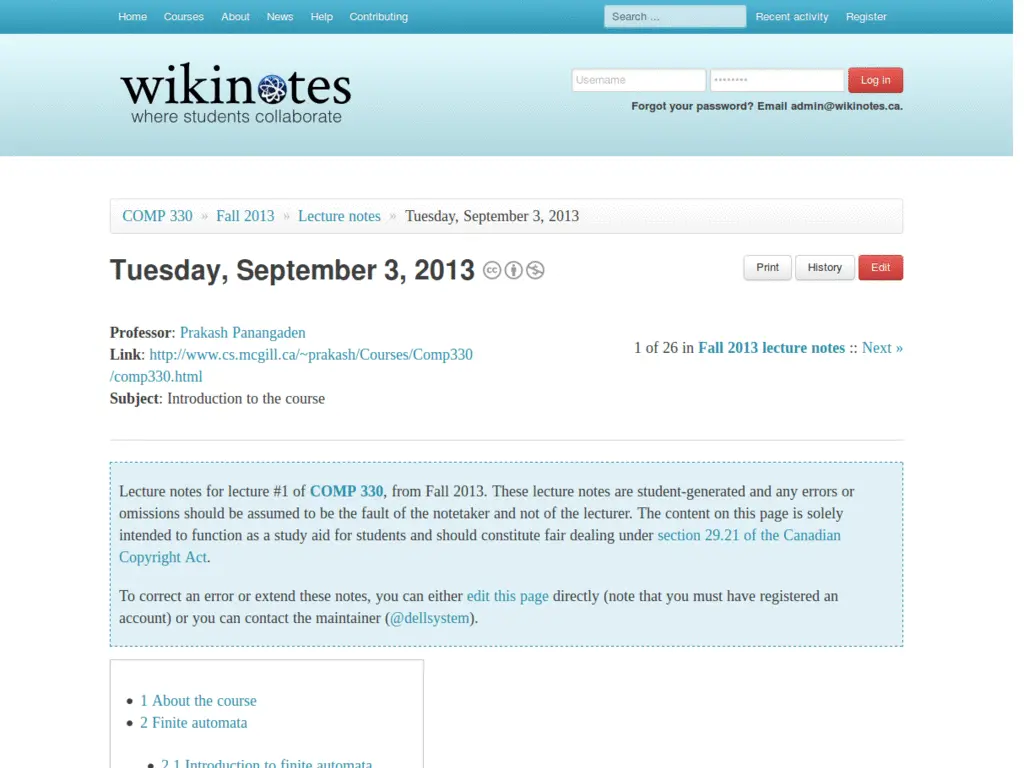 Home Courses About News Help Contributing Search ... Recent activity Register
wikinotes
where students collaborate
Username •••••••• Log in
Forgot your password? Email admin@wikinotes.ca.
COMP 330 » Fall 2013 » Lecture notes » Tuesday, September 3, 2013
Tuesday, September 3, 2013
Print History Edit
Professor: Prakash Panangaden
Link: http://www.cs.mcgill.ca/~prakash/Courses/Comp330
/comp330.html
Subject: Introduction to the course
1 of 26 in Fall 2013 lecture notes :: Next »
Lecture notes for lecture #1 of COMP 330, from Fall 2013. These lecture notes are student-generated and any errors or
omissions should be assumed to be the fault of the notetaker and not of the lecturer. The content on this page is solely
intended to function as a study aid for students and should constitute fair dealing under section 29.21 of the Canadian
Copyright Act.
To correct an error or extend these notes, you can either edit this page directly (note that you must have registered an
account) or you can contact the maintainer (@dellsystem).
• 1 About the course
• 2 Finite automata
• 2.1 Introduction to finite automata